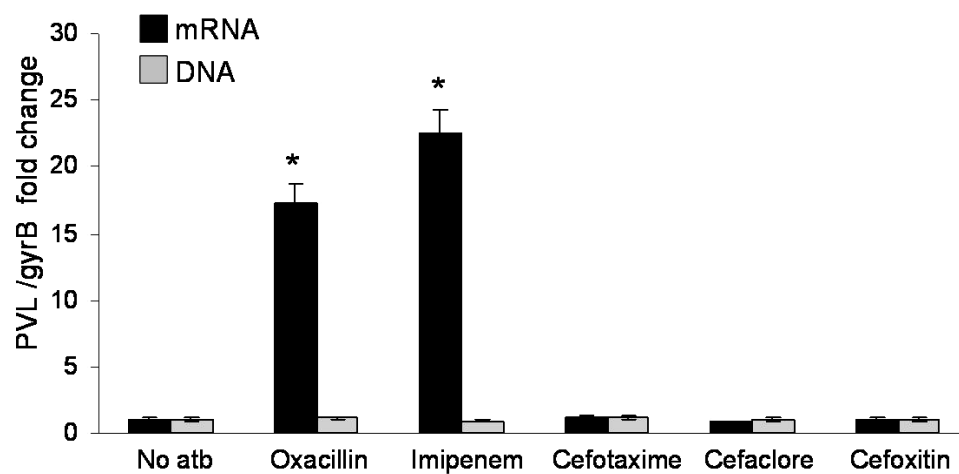 PVL /gyrB fold change
30
25
20
15
10
5
0
mRNA
DNA
*
*
No atb Oxacillin Imipenem Cefotaxime Cefaclore Cefoxitin